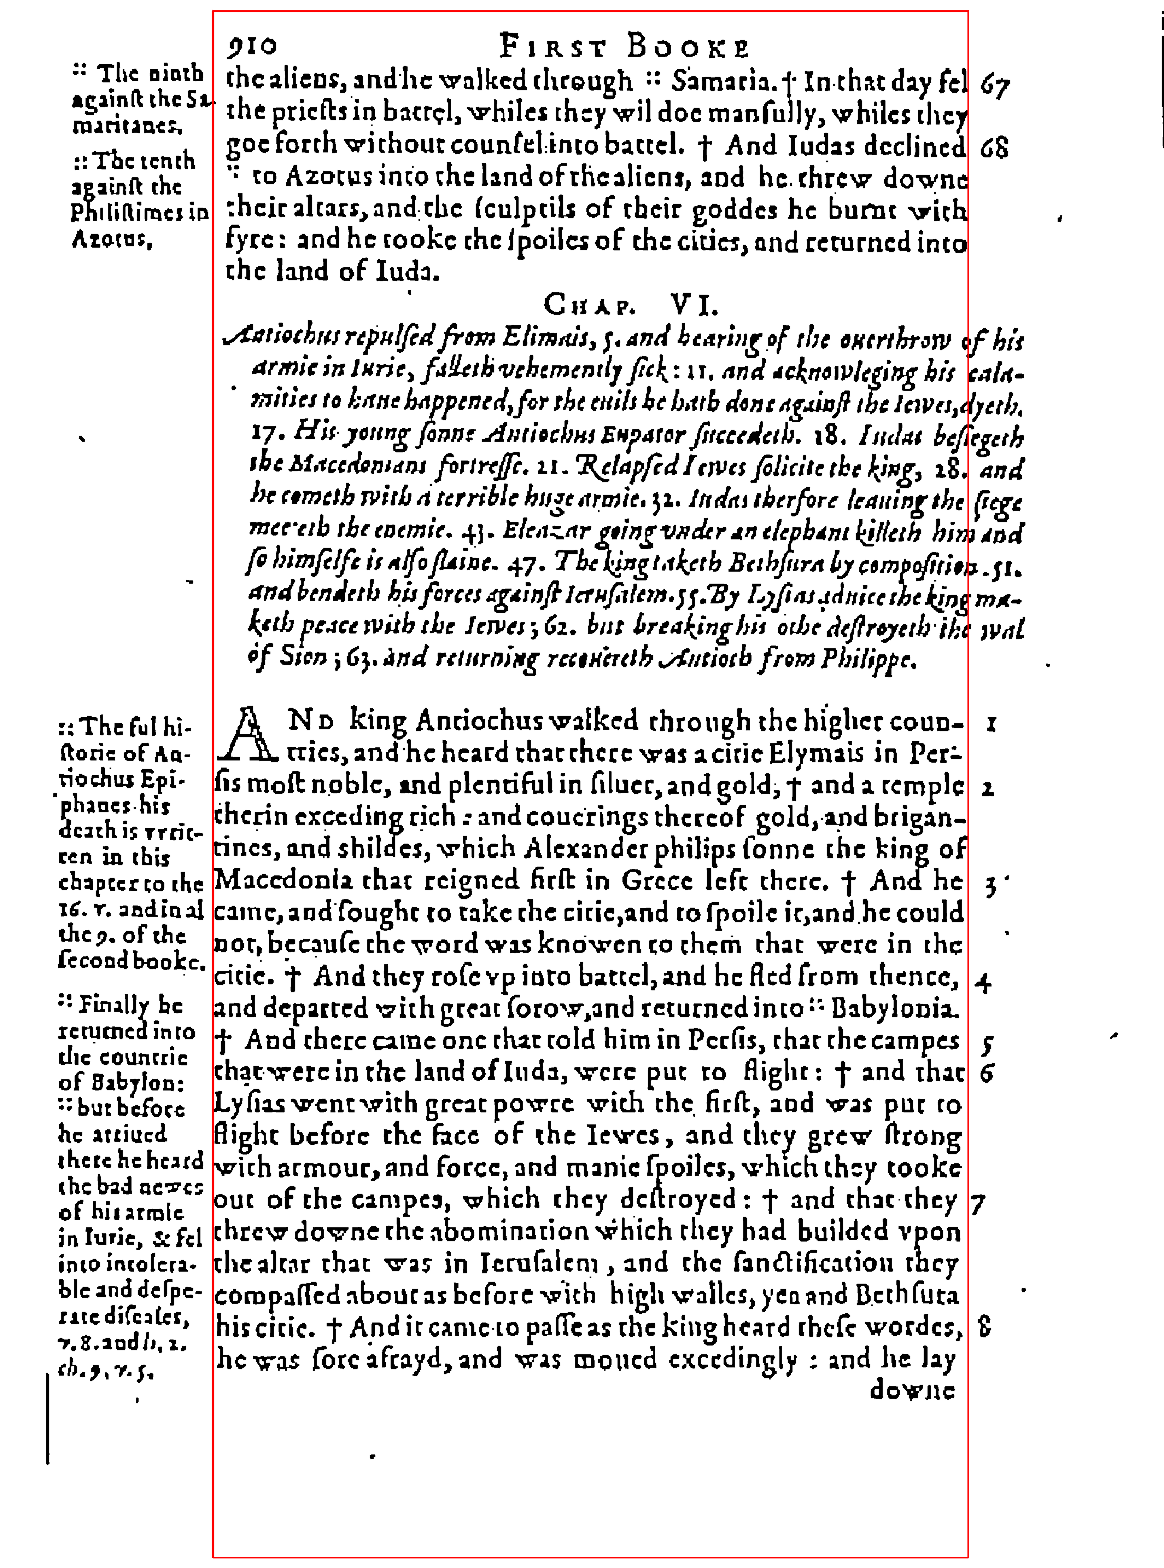 910 FIRST BOOKE
:: The ninth
againſt the Sa
maritanes.
:: The tenth
againſt the
Philiſtimes in
Azotus.
the aliens, and he walked through :: Samaria. † In that day fel 67
the prieſts in battel, whiles they wil doe manfully, whiles they
goe forth without counſel into battel. † And Iudas declined 68
:: to Azotus into the land of the aliens, and he threw downe
their altars, and the ſculptils of their goddes he burnt with
fyre: and he tooke the ſpoiles of the cities, and returned into
the land of Iuda.
CHAP. VI.
Antiochus repulſed from Elimais, 5. and hearing of the ouerthrow of his
armie in Iurie, falleth vehemently ſick: 11. and acknowleging his cala-
mities to haue happened, for the euils he hath done againſt the Iewes, dyeth.
17. His young ſonne Antiochus Eupator ſucceedeth. 18. Iudas beſiegeth
the Macedonians fortreſſe. 21. Relapſed Iewes ſolicite the king, 28. and
he cometh with a terrible huge armie. 32. Iudas therfore leauing the ſiege
meeteth the enemie. 43. Eleazar going vnder an elephant killeth him and
ſo himſelfe is alſo ſlaine. 47. The king taketh Bethſura by compoſition. 51.
and bendeth his forces againſt Ieruſalem. 55. By Lyſias aduice the king ma-
keth peace with the Iewes; 62. but breaking his othe deſtroyeth the wal
of Sion; 63. and returning recouereth Antioch from Philippe.
:: The ful hi-
ſtorie of An-
tiochus Epi-
phanes his
death is vvrit-
ten in this
chapter to the
16. v. and in al
the 9. of the
ſecond booke.
:: Finally he
returned into
the countrie
of Babylon:
:: but before
he arriued
there he heard
the bad newes
of his armie
in Iurie, & fel
into intolera-
ble and deſpe-
rate diſeaſes,
v. 8. and li. 2.
ch. 9. v. 5.
AND king Antiochus walked through the higher coun- 1
tries, and he heard that there was a citie Elymais in Per-
ſis moſt noble, and plentiful in ſiluer, and gold, † and a temple 2
therin exceding rich: and couerings thereof gold, and brigan-
tines, and shildes, which Alexander philips ſonne the king of
Macedonia that reigned firſt in Grece left there. † And he 3
came, and ſought to take the citie, and to ſpoile it, and he could
not, becauſe the word was knowen to them that were in the
citie. † And they roſe vp into battel, and he fled from thence, 4
and departed with great ſorow, and returned into :: Babylonia.
† And there came one that told him in Perſis, that the campes 5
that were in the land of Iuda, were put to flight: † and that 6
Lyſias went with great powre with the firſt, and was put to
flight before the face of the Iewes, and they grew ſtrong
with armour, and force, and manie ſpoiles, which they tooke
out of the campes, which they deſtroyed: † and that they 7
threw downe the abomination which they had builded vpon
the altar that was in Ieruſalem, and the ſanctification they
compaſſed about as before with high walles, yea and Bethſura
his citie. † And it came to paſſe as the king heard theſe wordes, 8
he was ſore afrayd, and was moued excedingly: and he lay
downe